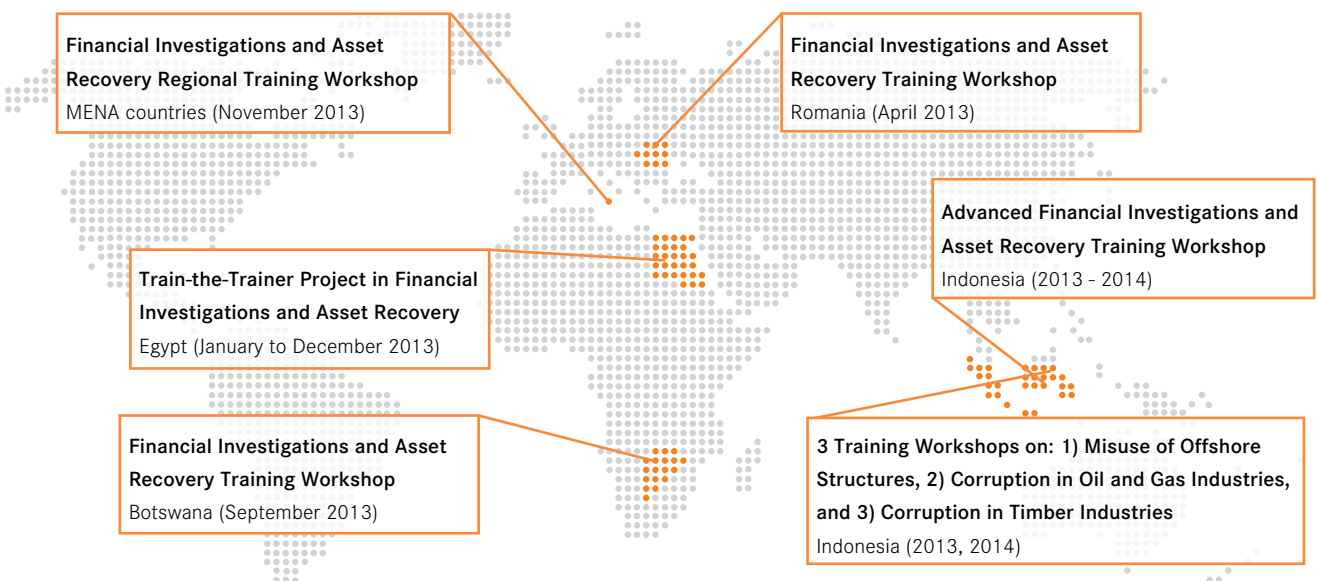 Financial Investigations and Asset
Recovery Regional Training Workshop
MENA countries (November 2013)
Financial Investigations and Asset
Recovery Training Workshop
Romania (April 2013)
Advanced Financial Investigations and
Asset Recovery Training Workshop
Indonesia (2013 - 2014)
Train-the-Trainer Project in Financial
Investigations and Asset Recovery
Egypt (January to December 2013)
Financial Investigations and Asset
Recovery Training Workshop
Botswana (September 2013)
3 Training Workshops on: 1) Misuse of Offshore
Structures, 2) Corruption in Oil and Gas Industries,
and 3) Corruption in Timber Industries
Indonesia (2013, 2014)